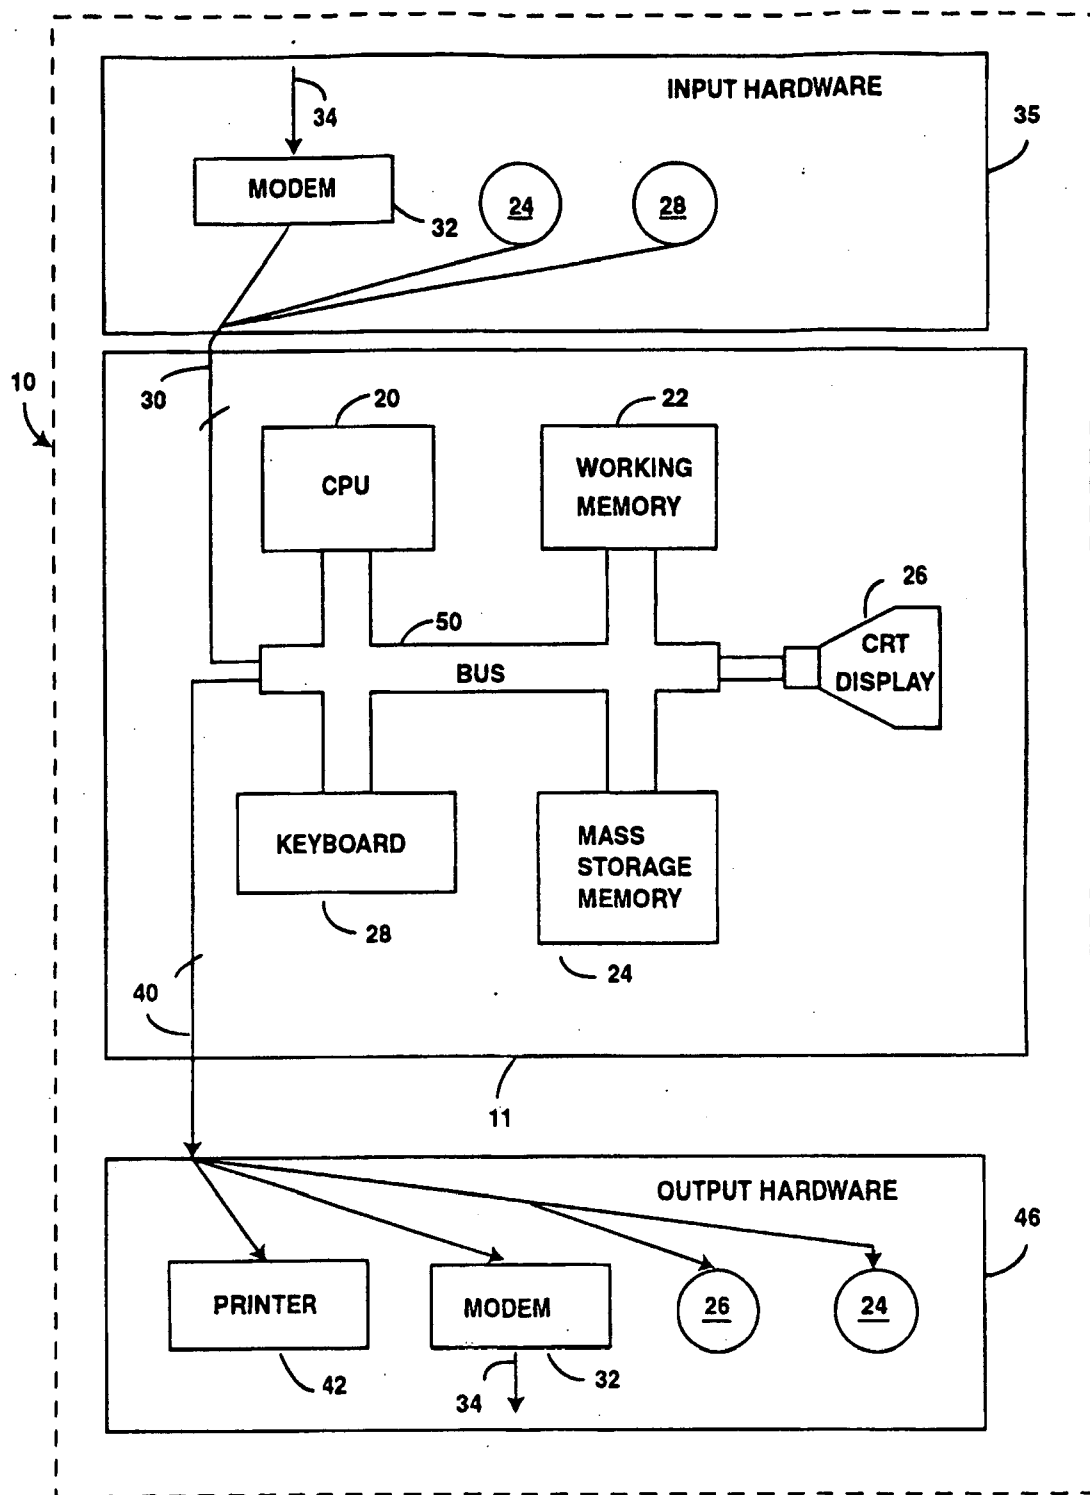 INPUT HARDWARE
34
35
MODEM
32
24
28
10
30
20
22
CPU
WORKING
MEMORY
26
50
CRT
DISPLAY
BUS
KEYBOARD
MASS
STORAGE
MEMORY
28
24
40
11
OUTPUT HARDWARE
46
PRINTER
MODEM
26
24
42
34
32